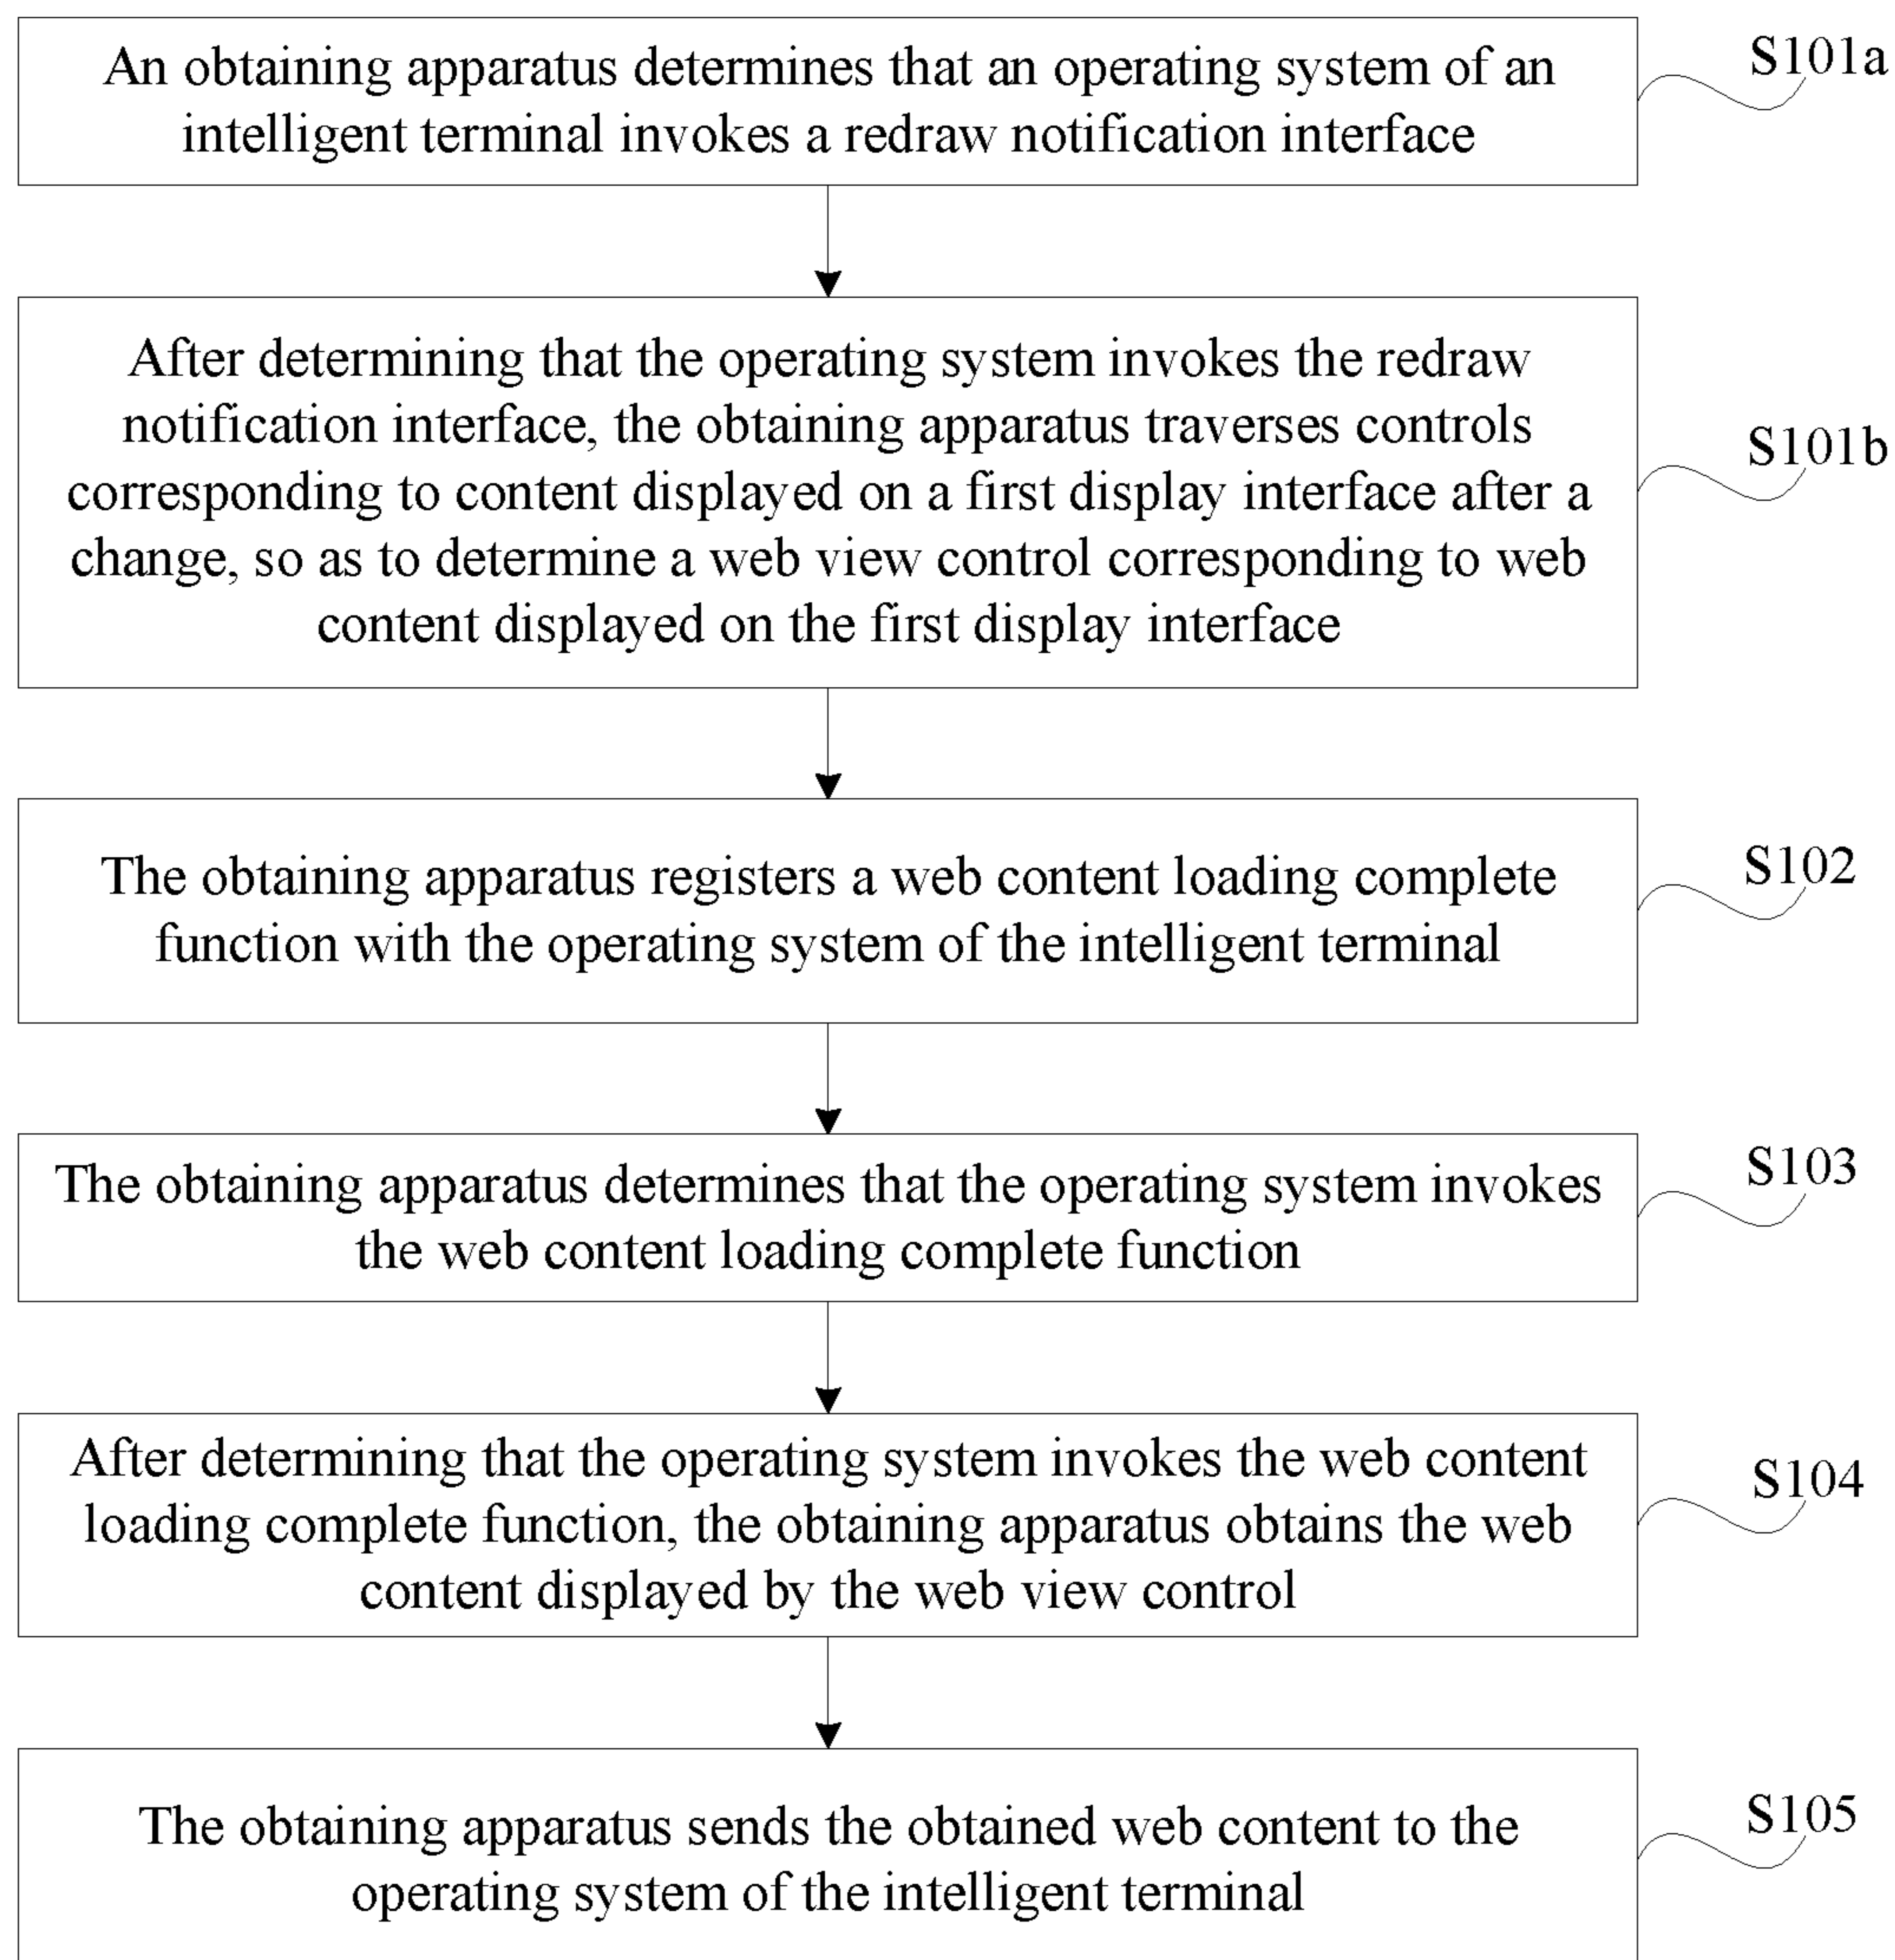 An obtaining apparatus determines that an operating system of an
intelligent terminal invokes a redraw notification interface
S101a
After determining that the operating system invokes the redraw
notification interface, the obtaining apparatus traverses controls
corresponding to content displayed on a first display interface after a
change, so as to determine a web view control corresponding to web
content displayed on the first display interface
S101b
The obtaining apparatus registers a web content loading complete
function with the operating system of the intelligent terminal
S102
The obtaining apparatus determines that the operating system invokes
the web content loading complete function
S103
After determining that the operating system invokes the web content
loading complete function, the obtaining apparatus obtains the web
content displayed by the web view control
S104
The obtaining apparatus sends the obtained web content to the
operating system of the intelligent terminal
S105